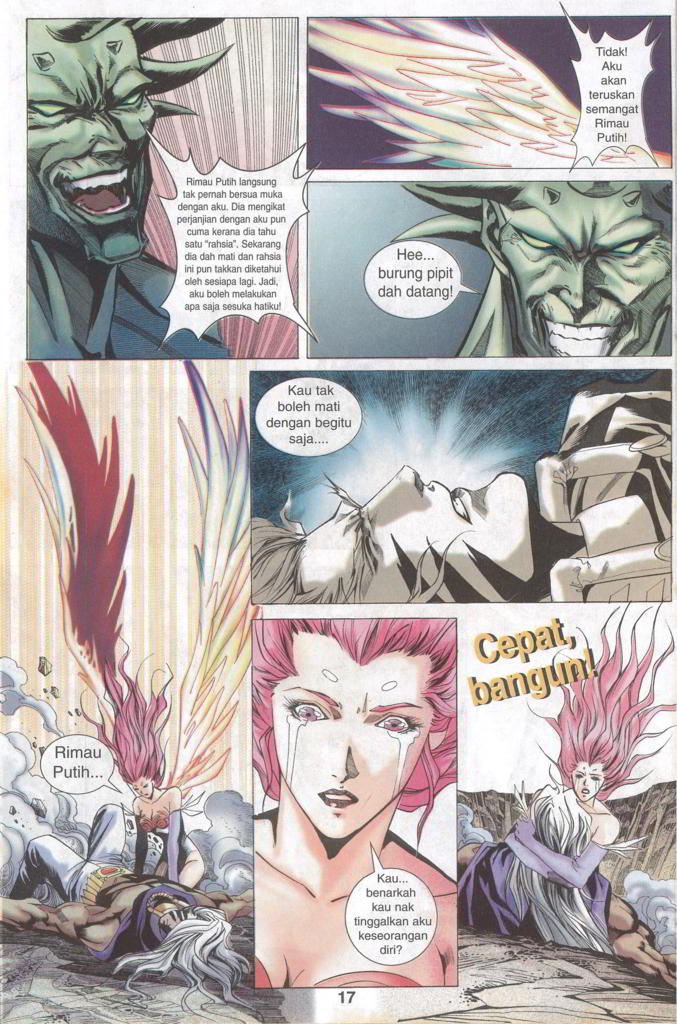 Rimau Putih langsung
tak pernah bersua muka
dengan aku. Dia mengikat
perjanjian dengan aku pun
cuma kerana dia tahu
satu “rahsia”. Sekarang
dia dah mati dan rahsia
ini pun takkan diketahui
oleh sesiapa lagi. Jadi,
aku boleh melakukan
apa saja sesuka hatiku!
Tidak!
Aku
akan
teruskan
semangat
Rimau
Putih!
Hee...
burung pipit
dah datang!
Kau tak
boleh mati
dengan begitu
saja....
Rimau
Putih...
Kau...
benarkah
kau nak
tinggalkan aku
keseorangan
diri?
Cepat,
bangun!
17